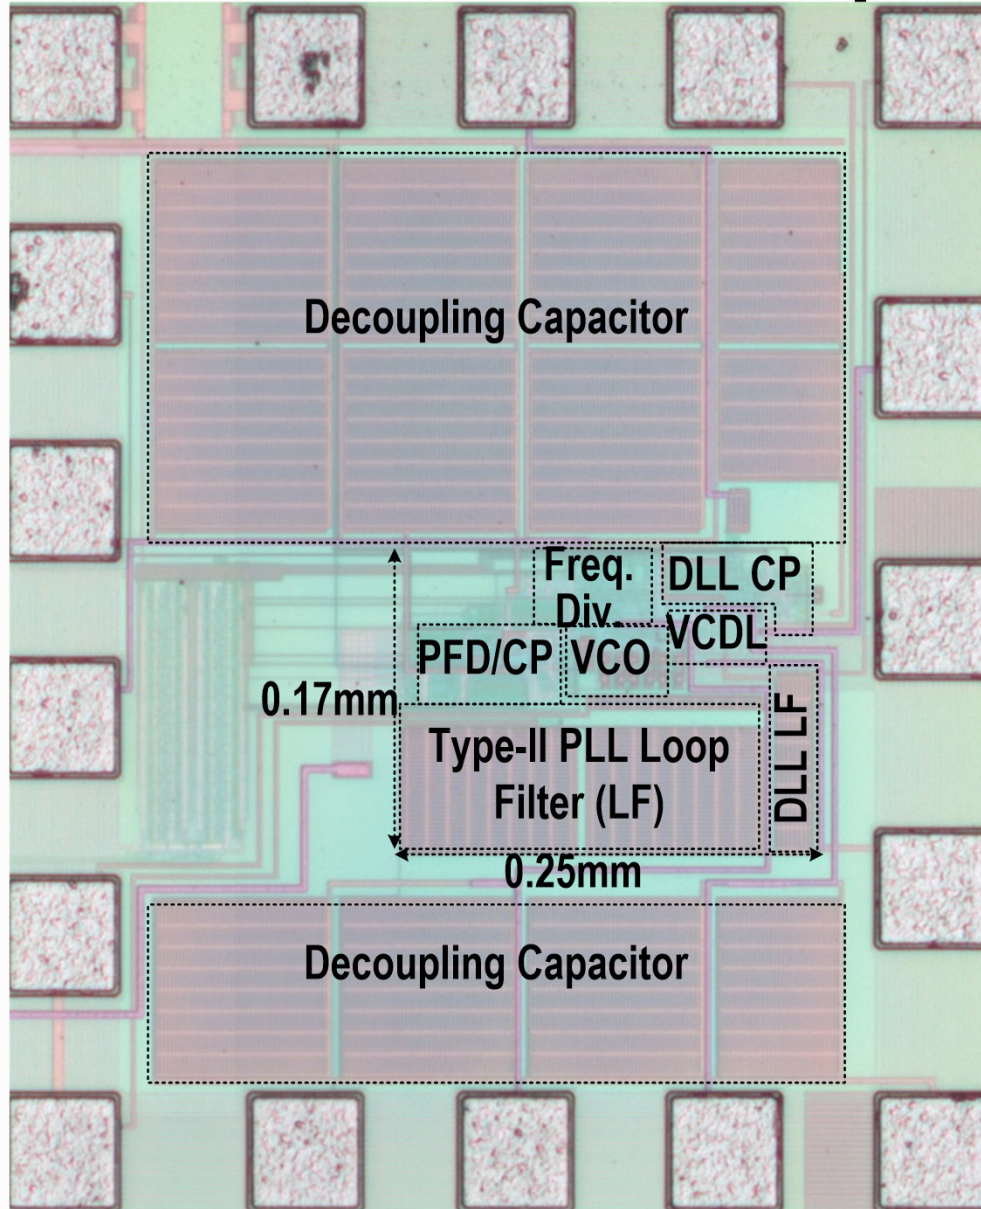 Decoupling Capacitor
Freq.
Div.
DLL CP
PFD/CP
VCO
VCDL
0.17mm
Type-II PLL Loop
Filter (LF)
DLL LF
0.25mm
Decoupling Capacitor